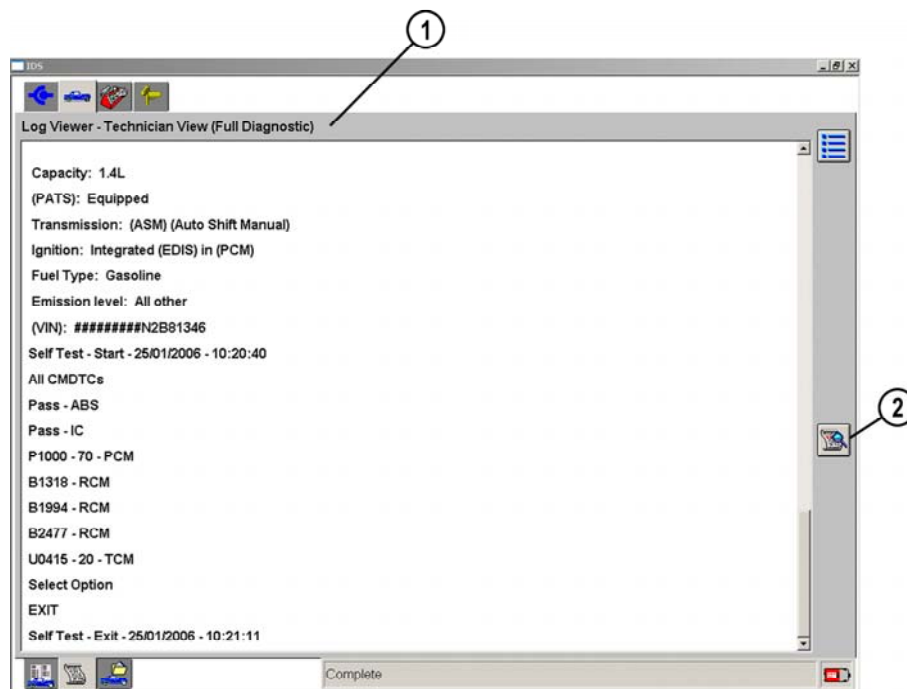 1
IDS
Log Viewer - Technician View (Full Diagnostic)
Capacity: 1.4L
(PATS): Equipped
Transmission: (ASM) (Auto Shift Manual)
Ignition: Integrated (EDIS) in (PCM)
Fuel Type: Gasoline
Emission level: All other
(VIN): #########N2B81346
Self Test - Start - 25/01/2006 - 10:20:40
All CMDTCs
Pass - ABS
Pass - IC
2
P1000 - 70 - PCM
B1318 - RCM
B1994 - RCM
B2477 - RCM
U0415 - 20 - TCM
Select Option
EXIT
Self Test - Exit - 25/01/2006 - 10:21:11
Complete